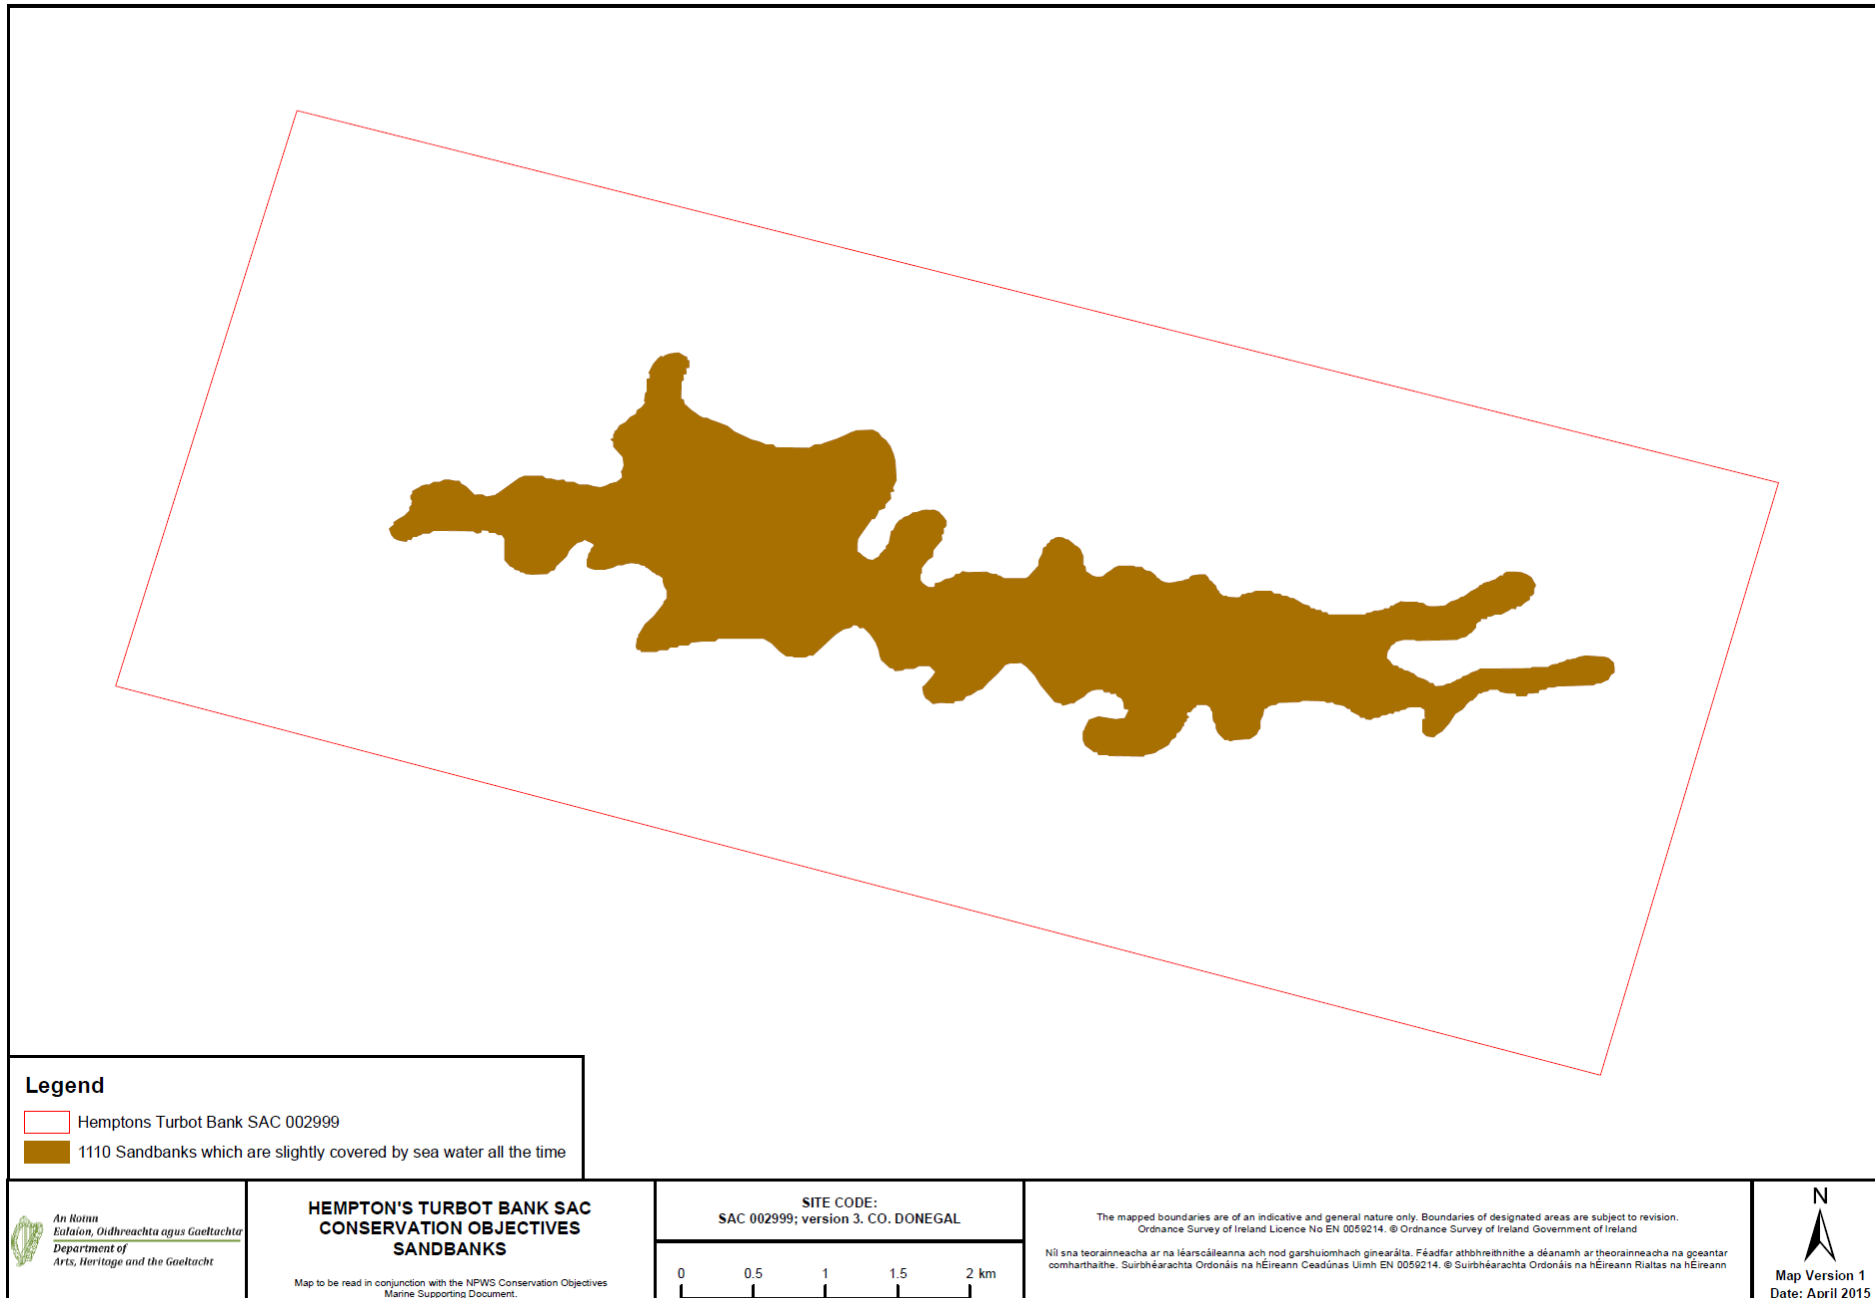 Legend
Hemptons Turbot Bank SAC 002999
1110 Sandbanks which are slightly covered by sea water all the time
An Roinn
Ealaíon, Oidhreachta agus Gaeltachta
Department of
Arts, Heritage and the Gaeltacht
HEMPTON'S TURBOT BANK SAC
CONSERVATION OBJECTIVES
SANDBANKS
Map to be read in conjunction with the NPWS Conservation Objectives
Marine Supporting Document.
SITE CODE:
SAC 002999; version 3. CO. DONEGAL
0 0.5 1 1.5 2 km
The mapped boundaries are of an indicative and general nature only. Boundaries of designated areas are subject to revision.
Ordnance Survey of Ireland Licence No EN 0059214. © Ordnance Survey of Ireland Government of Ireland
Níl sna teorainneacha ar na léarscáileanna ach nod garshuiomhach ginearálta. Féadfar athbhreithnithe a déanamh ar theorainneacha na gceantar
comharthaithe. Suirbhéarachta Ordonáis na hÉireann Ceadúnas Uimh EN 0059214. © Suirbhéarachta Ordonáis na hÉireann Rialtas na hÉireann
N
Map Version 1
Date: April 2015